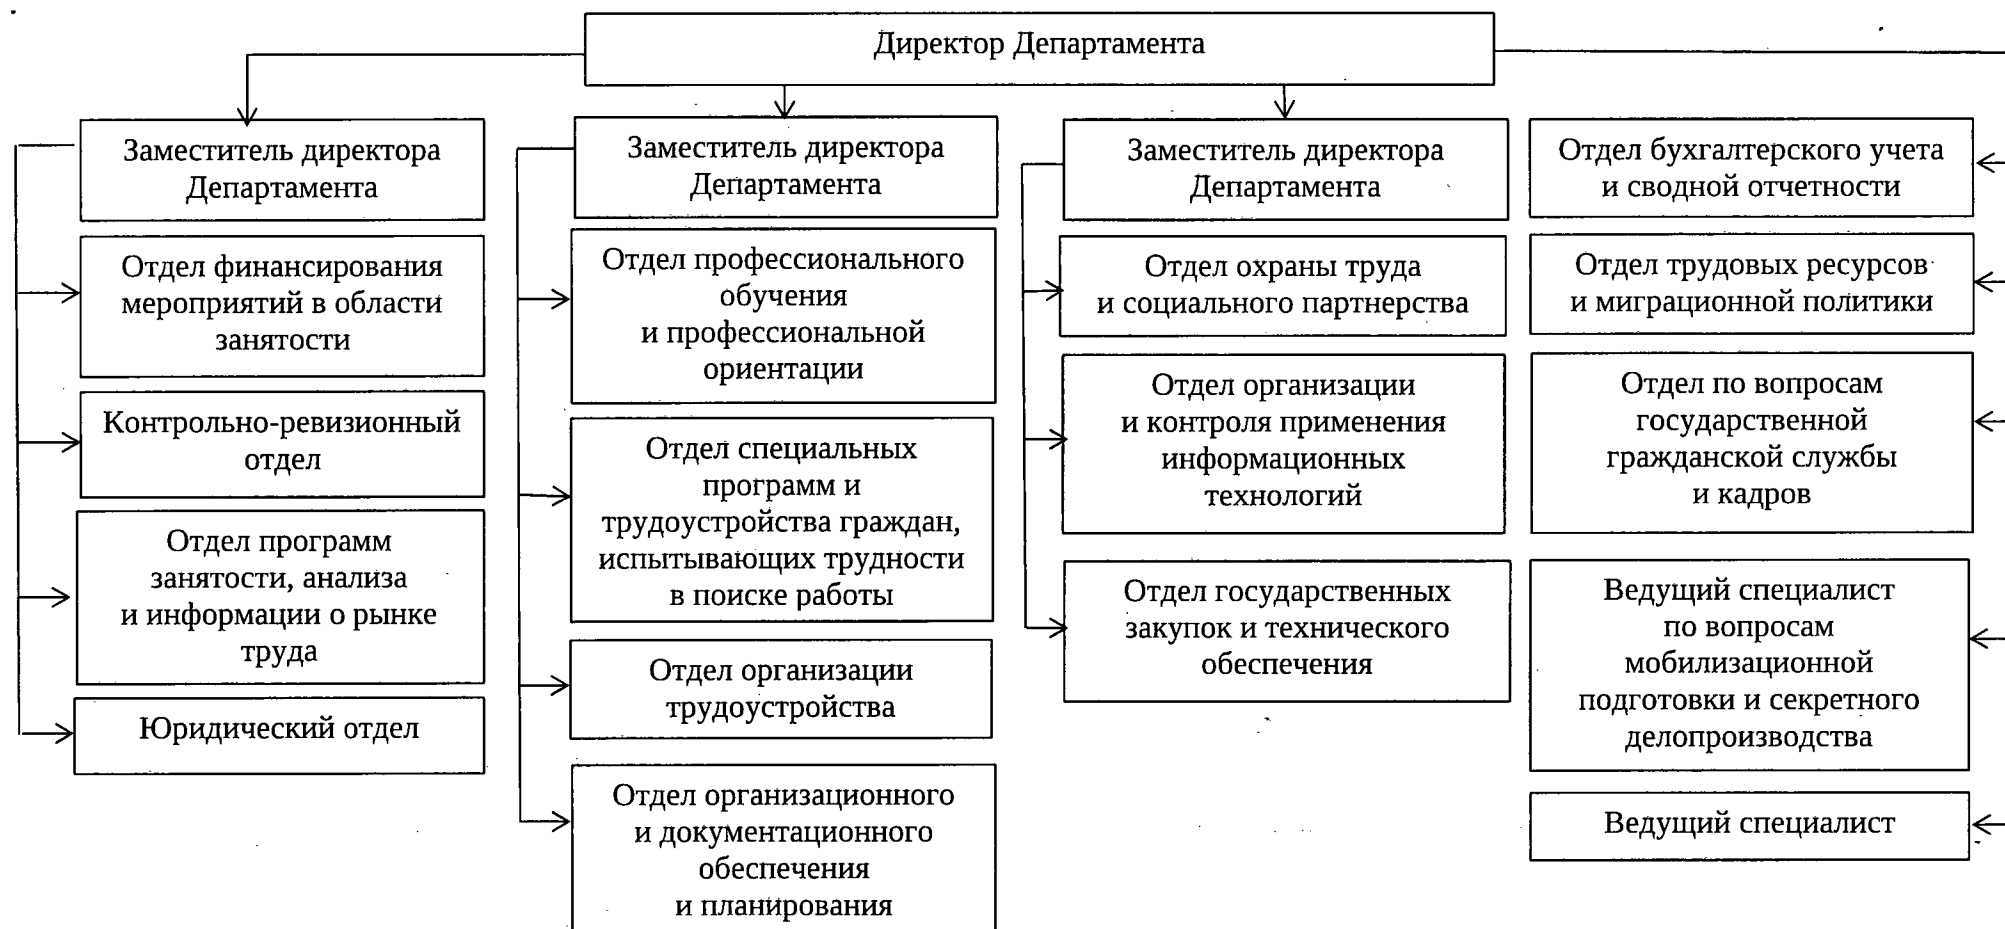 Директор Департамента
Заместитель директора
Департамента
Отдел финансирования
мероприятий в области
занятости
Контрольно-ревизионный
отдел
Отдел программ
занятости, анализа
и информации о рынке
труда
Юридический отдел
Заместитель директора
Департамента
Отдел профессионального
обучения
и профессиональной
ориентации
Отдел специальных
программ и
трудоустройства граждан,
испытывающих трудности
в поиске работы
Отдел организации
трудоустройства
Отдел организационного
и документационного
обеспечения
и планирования
Заместитель директора
Департамента
Отдел охраны труда
и социального партнерства
Отдел организации
и контроля применения
информационных
технологий
Отдел государственных
закупок и технического
обеспечения
Отдел бухгалтерского учета
и сводной отчетности
Отдел трудовых ресурсов
и миграционной политики
Отдел по вопросам
государственной
гражданской службы
и кадров
Ведущий специалист
по вопросам
мобилизационной
подготовки и секретного
делопроизводства
Ведущий специалист